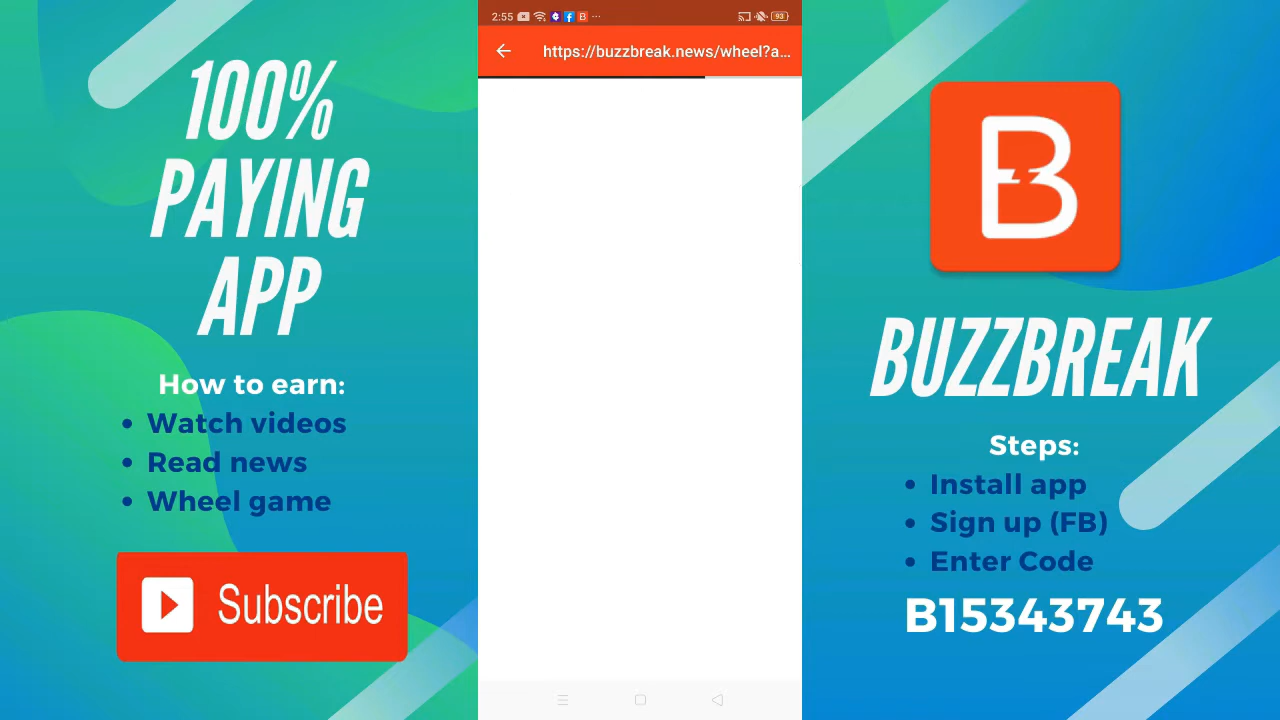 100%
PAYING
APP
How to earn:
• Watch videos
• Read news
• Wheel game
Subscribe
2:55
93
https://buzzbreak.news/wheel?a...
B
BUZZBREAK
Steps:
• Install app
• Sign up (FB)
• Enter Code
B15343743